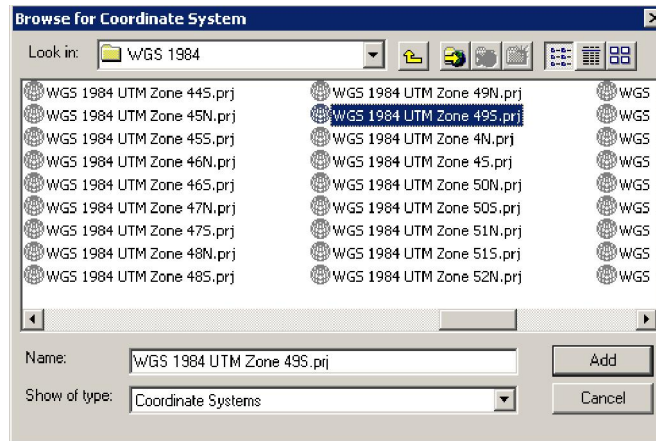 Browse for Coordinate System
Look in: WGS 1984
WGS 1984 UTM Zone 44S.prj
WGS 1984 UTM Zone 45N.prj
WGS 1984 UTM Zone 45S.prj
WGS 1984 UTM Zone 46N.prj
WGS 1984 UTM Zone 46S.prj
WGS 1984 UTM Zone 47N.prj
WGS 1984 UTM Zone 47S.prj
WGS 1984 UTM Zone 48N.prj
WGS 1984 UTM Zone 48S.prj
WGS 1984 UTM Zone 49N.prj
WGS 1984 UTM Zone 49S.prj
WGS 1984 UTM Zone 4N.prj
WGS 1984 UTM Zone 4S.prj
WGS 1984 UTM Zone 50N.prj
WGS 1984 UTM Zone 50S.prj
WGS 1984 UTM Zone 51N.prj
WGS 1984 UTM Zone 51S.prj
WGS 1984 UTM Zone 52N.prj
WGS
WGS
WGS
WGS
WGS
WGS
WGS
WGS
WGS
Name: WGS 1984 UTM Zone 49S.prj
Add
Show of type: Coordinate Systems
Cancel